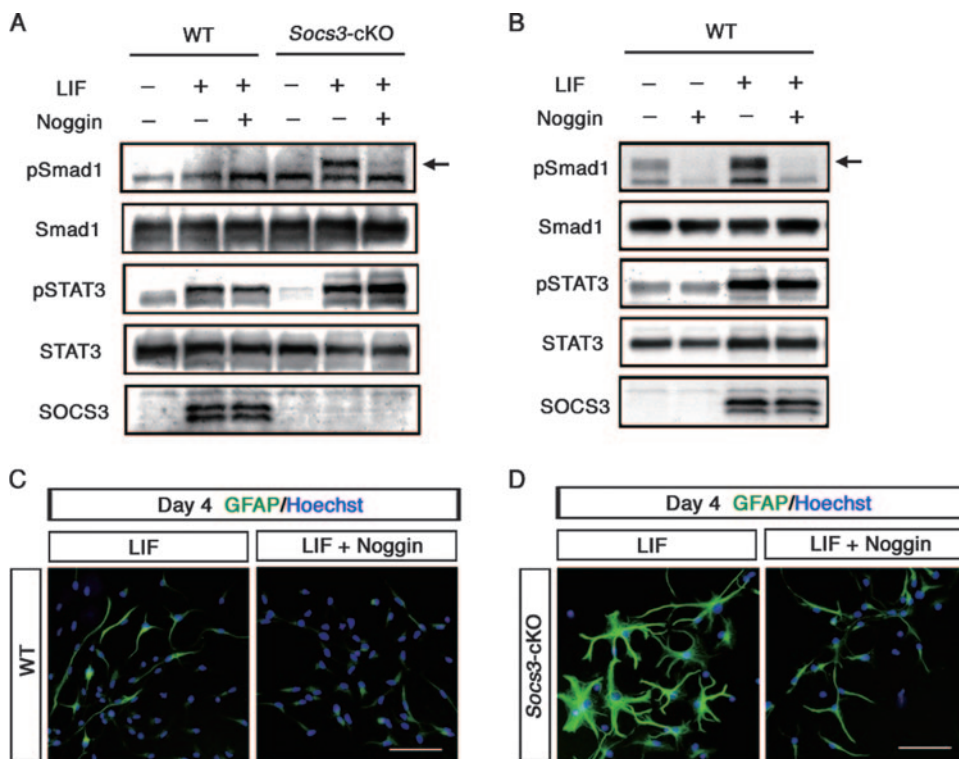 A
WT Socs3-cKO
LIF − + + − + +
Noggin − − + − − +
pSmad1
Smad1
pSTAT3
STAT3
SOCS3
B
WT
LIF − − + +
Noggin − + − +
pSmad1
Smad1
pSTAT3
STAT3
SOCS3
C
Day 4 GFAP/Hoechst
LIF LIF + Noggin
WT
D
Day 4 GFAP/Hoechst
LIF LIF + Noggin
Socs3-cKO